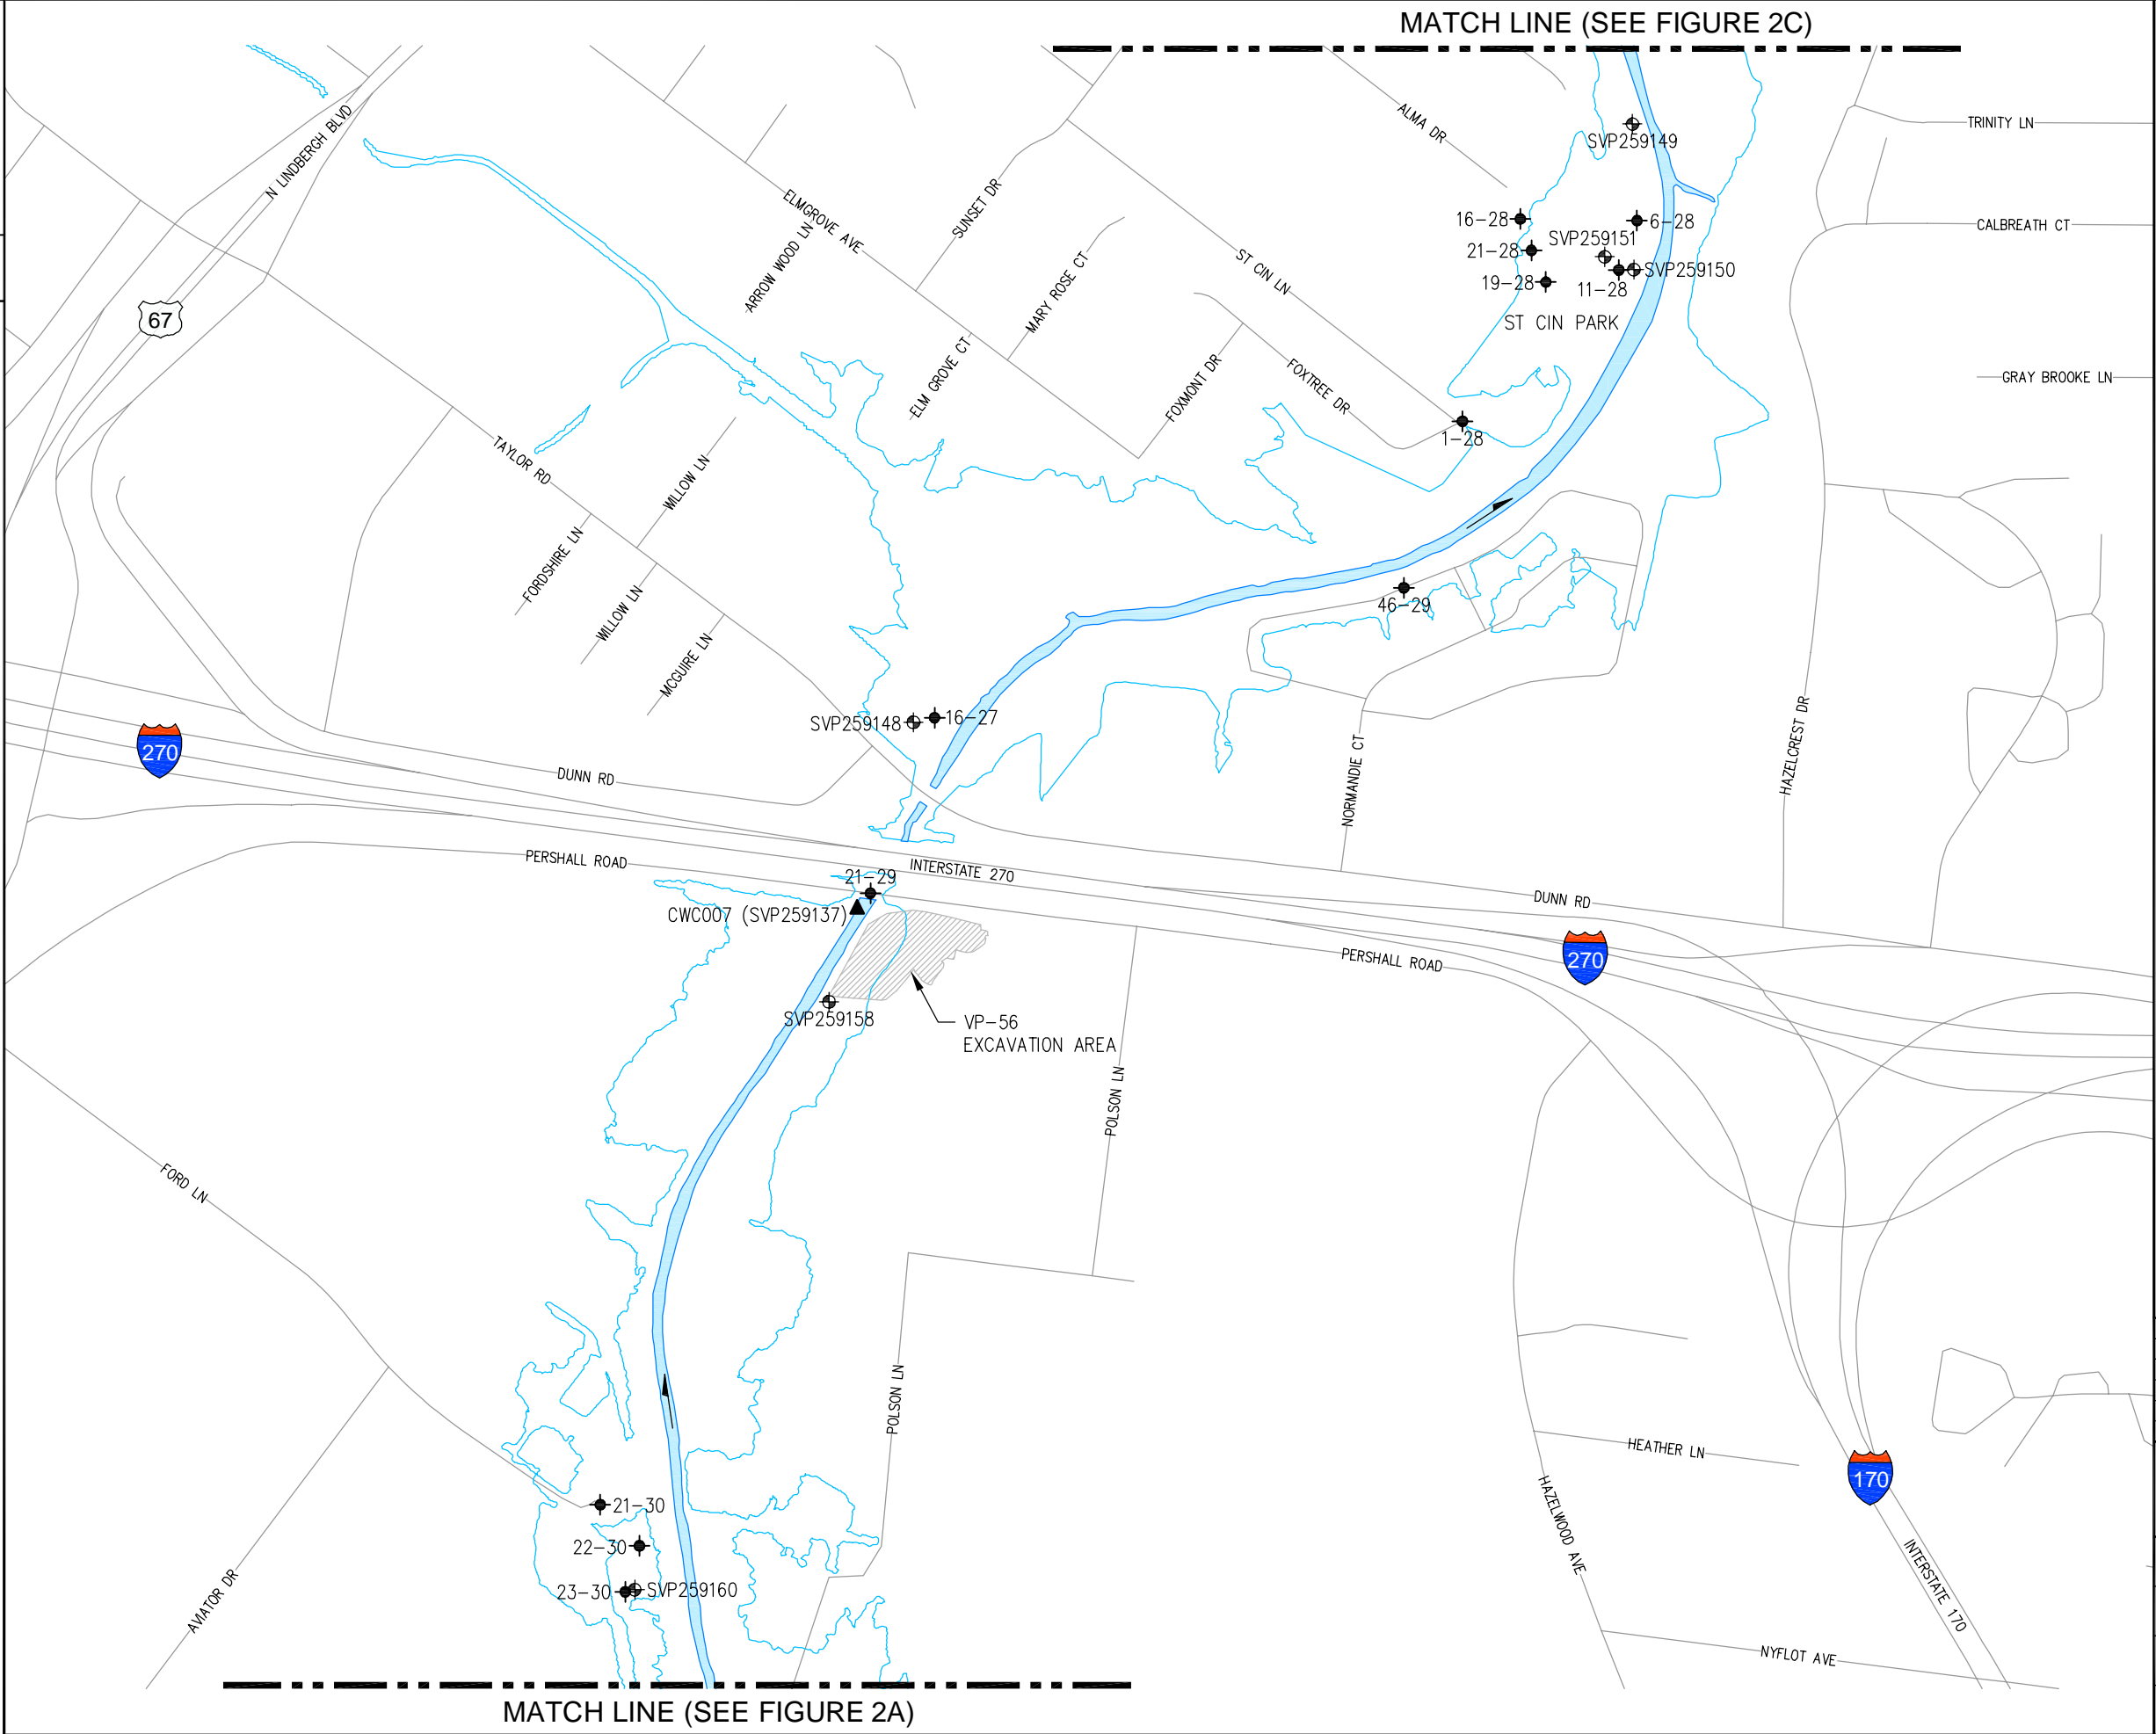 MATCH LINE (SEE FIGURE 2C)
N LINDBERGH BLVD
ALMA DR
TRINITY LN
SVP259149
ELMGROVE AVE
SUNSET DR
ARROW WOOD LN
16-28
6-28
CALBREATH CT
SVP259151
21-28
SVP259150
19-28
11-28
ST CIN LN
MARY ROSE CT
67
ST CIN PARK
ELM GROVE CT
FOXMONT DR
FOXTREE DR
GRAY BROOKE LN
1-28
TAYLOR RD
WILLOW LN
FORDSHIRE LN
WILLOW LN
46-29
MCGUIRE LN
SVP259148
16-27
270
DUNN RD
NORMANDIE CT
HAZELCREST DR
PERSHALL ROAD
INTERSTATE 270
21-29
DUNN RD
CWC007 (SVP259137)
PERSHALL ROAD
270
SVP259158
VP-56
EXCAVATION AREA
POLSON LN
FORD LN
POLSON LN
HEATHER LN
170
21-30
HAZELWOOD AVE
22-30
INTERSTATE 170
23-30
SVP259160
AVIATOR DR
NYFLOT AVE
MATCH LINE (SEE FIGURE 2A)